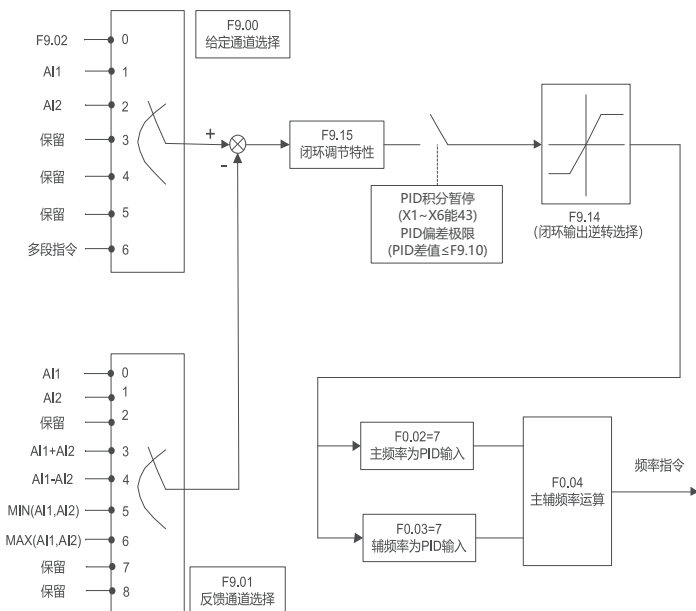 F9.00
给定通道选择
F9.02
0
AI1
1
AI2
2
保留
3
保留
4
保留
5
多段指令
6
+
-
F9.15
闭环调节特性
PID积分暂停
(X1~X6能43)
PID偏差极限
(PID差值≤F9.10)
F9.14
(闭环输出逆转选择)
AI1
0
AI2
1
保留
2
AI1+AI2
3
AI1-AI2
4
MIN(AI1,AI2)
5
MAX(AI1,AI2)
6
保留
7
保留
8
F9.01
反馈通道选择
F0.02=7
主频率为PID输入
F0.03=7
辅频率为PID输入
F0.04
主辅频率运算
频率指令